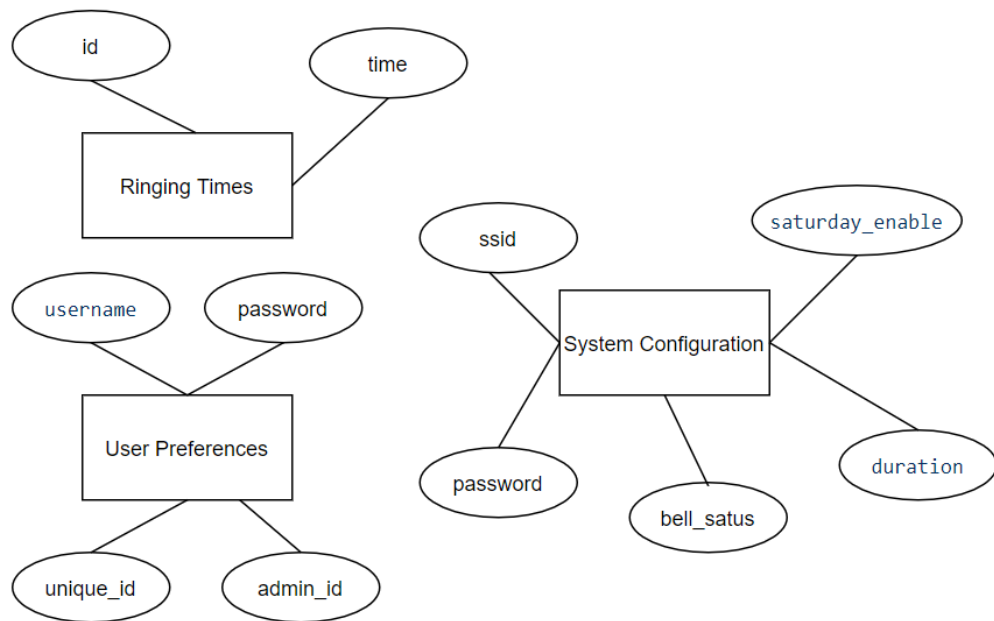 id
time
Ringing Times
saturday_enable
ssid
username
password
System Configuration
User Preferences
duration
password
bell_satus
unique_id
admin_id